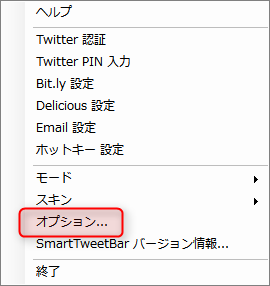 ヘルプ
Twitter 認証
Twitter PIN 入力
Bit.ly 設定
Delicious 設定
Email 設定
ホットキー 設定
モード
スキン
オプション...
SmartTweetBar バージョン情報...
終了